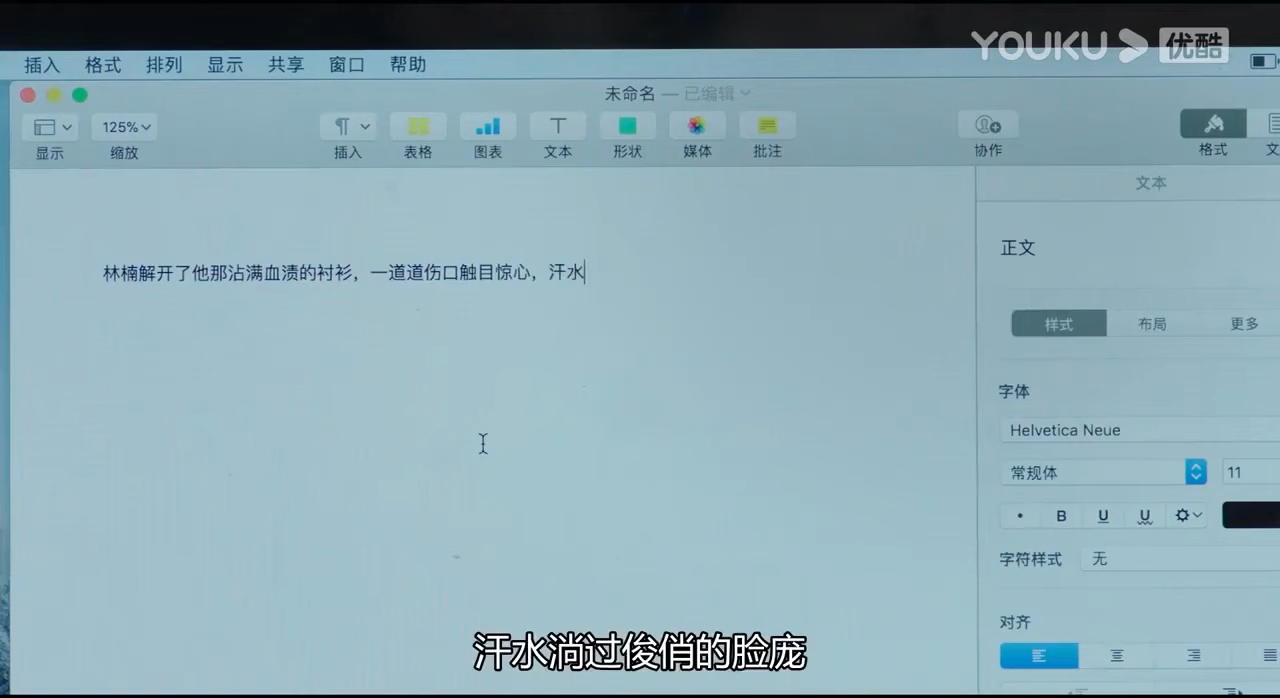 YOUKU 优酷
插入 格式 排列 显示 共享 窗口 帮助
未命名 — 已编辑
125%
显示 缩放 插入 表格 图表 文本 形状 媒体 批注 协作 格式 文
文本
林楠解开了他那沾满血渍的衬衫，一道道伤口触目惊心，汗水
正文
样式 布局 更多
字体
Helvetica Neue
常规体 11
B U U
字符样式 无
对齐
汗水淌过俊俏的脸庞